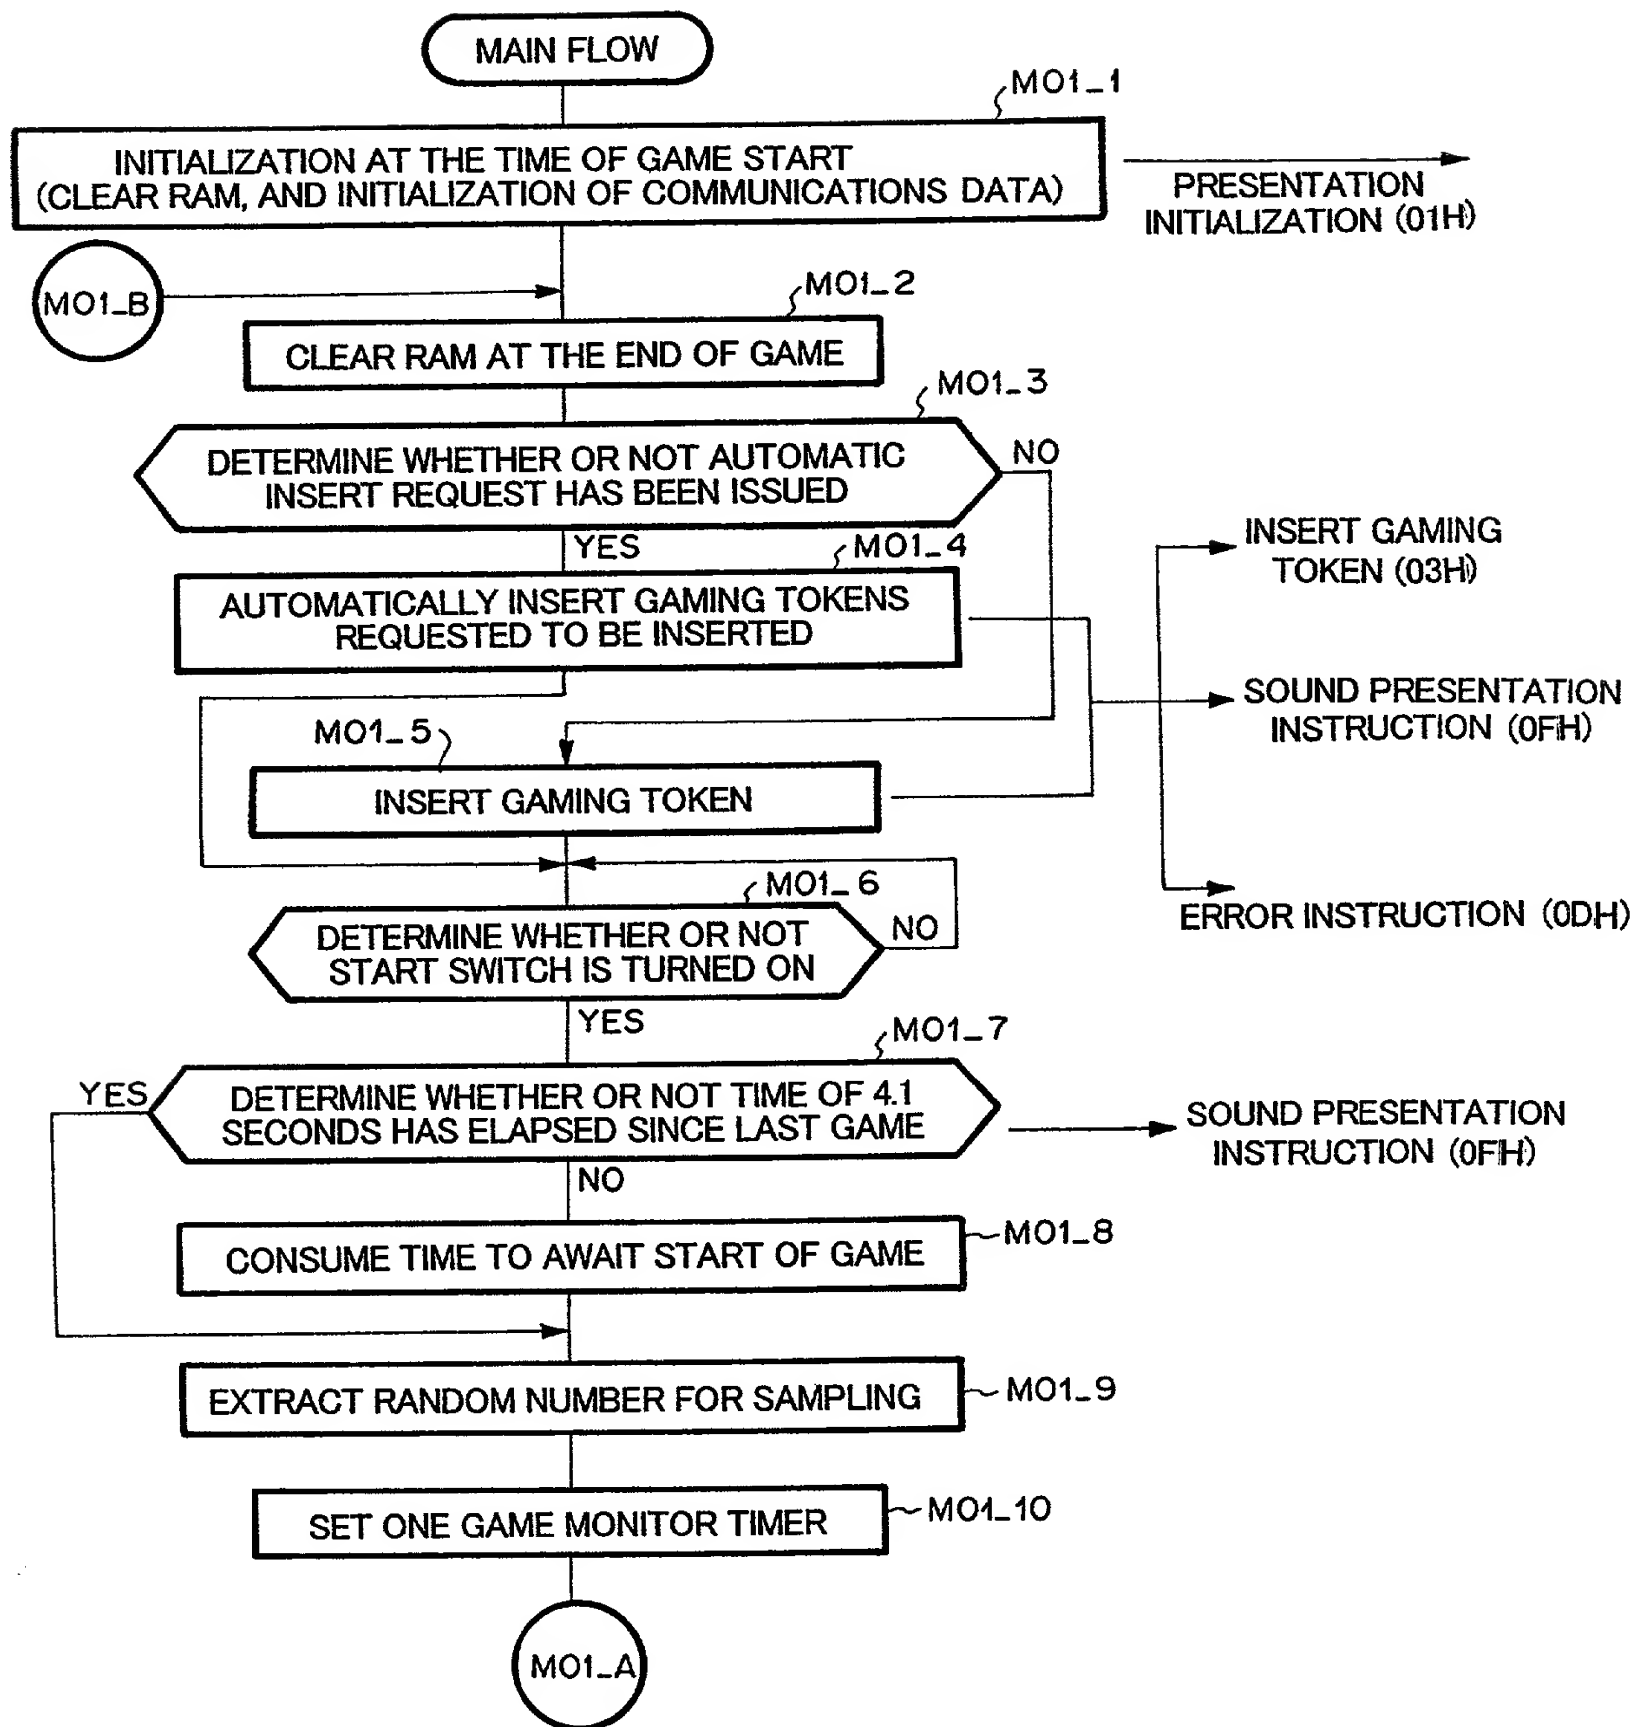 MAIN FLOW
M01_1
INITIALIZATION AT THE TIME OF GAME START
(CLEAR RAM, AND INITIALIZATION OF COMMUNICATIONS DATA)
PRESENTATION
INITIALIZATION (01H)
M01_B
M01_2
CLEAR RAM AT THE END OF GAME
M01_3
DETERMINE WHETHER OR NOT AUTOMATIC
INSERT REQUEST HAS BEEN ISSUED
NO
YES
M01_4
AUTOMATICALLY INSERT GAMING TOKENS
REQUESTED TO BE INSERTED
INSERT GAMING
TOKEN (03H)
SOUND PRESENTATION
INSTRUCTION (0FH)
ERROR INSTRUCTION (0DH)
M01_5
INSERT GAMING TOKEN
M01_6
DETERMINE WHETHER OR NOT
START SWITCH IS TURNED ON
NO
YES
M01_7
YES
DETERMINE WHETHER OR NOT TIME OF 4.1
SECONDS HAS ELAPSED SINCE LAST GAME
SOUND PRESENTATION
INSTRUCTION (0FH)
NO
CONSUME TIME TO AWAIT START OF GAME
M01_8
EXTRACT RANDOM NUMBER FOR SAMPLING
M01_9
SET ONE GAME MONITOR TIMER
M01_10
M01_A